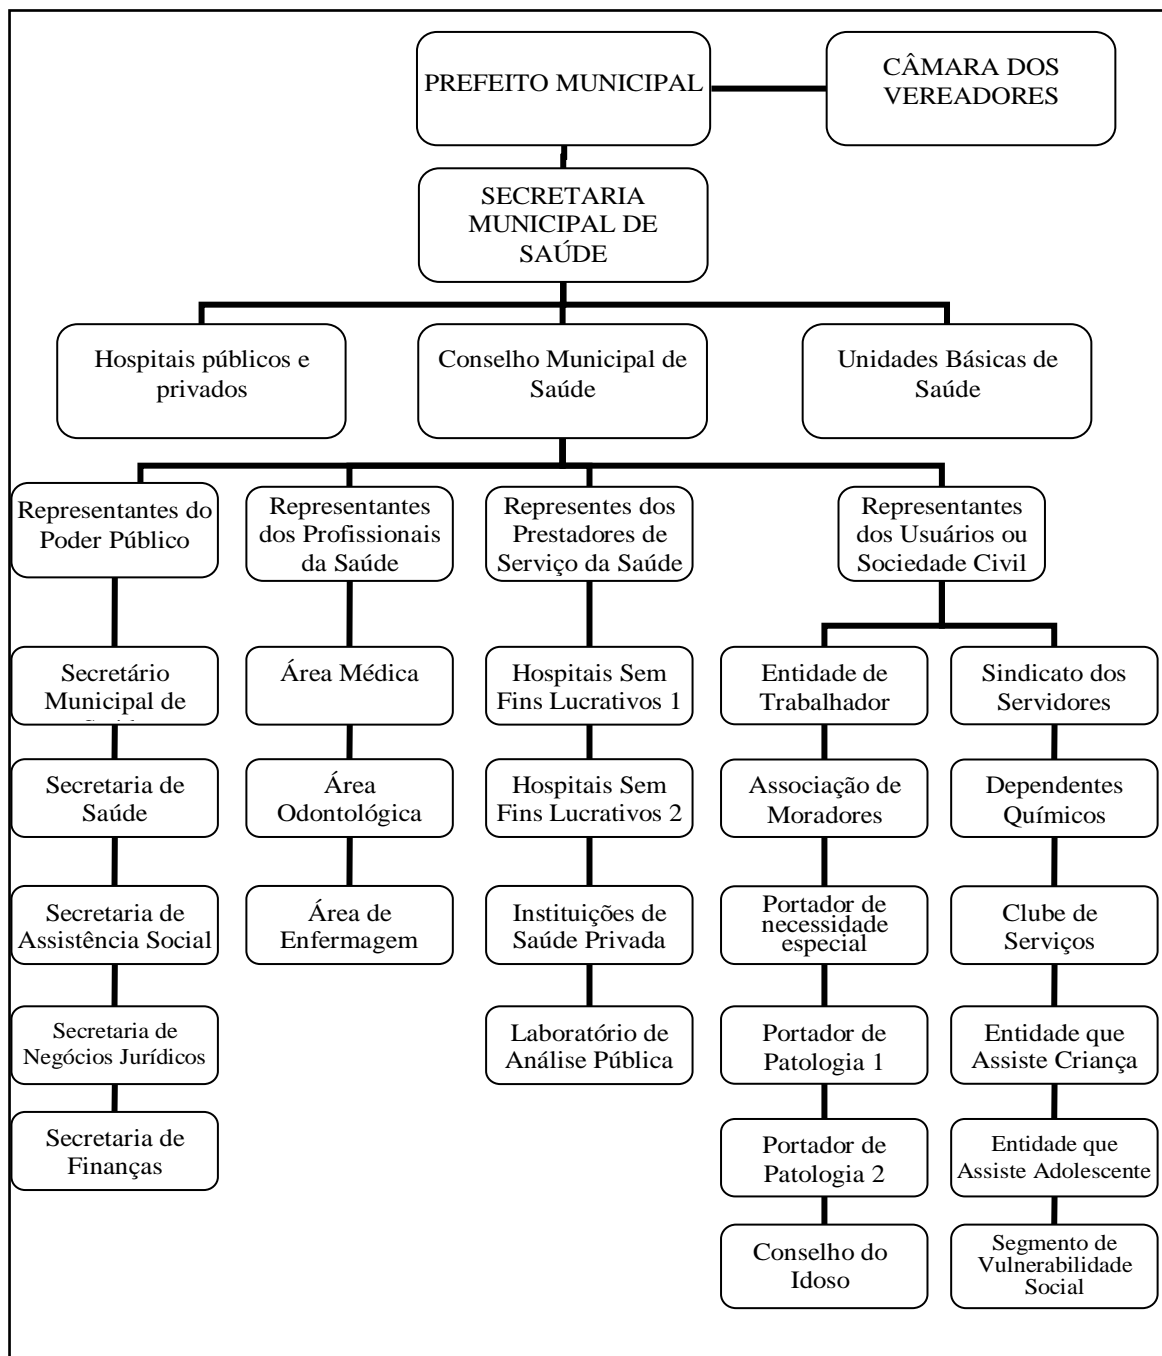 PREFEITO MUNICIPAL
CÂMARA DOS
VEREADORES
SECRETARIA
MUNICIPAL DE
SAÚDE
Hospitais públicos e
privados
Conselho Municipal de
Saúde
Unidades Básicas de
Saúde
Representantes do
Poder Público
Representantes
dos Profissionais
da Saúde
Represententes dos
Prestadores de
Serviço da Saúde
Representantes
dos Usuários ou
Sociedade Civil
Secretário
Municipal de
Área Médica
Hospitais Sem
Fins Lucrativos 1
Entidade de
Trabalhador
Sindicato dos
Servidores
Secretaria de
Saúde
Área
Odontológica
Hospitais Sem
Fins Lucrativos 2
Associação de
Moradores
Dependentes
Químicos
Secretaria de
Assistência Social
Área de
Enfermagem
Instituições de
Saúde Privada
Portador de
necessidade
especial
Clube de
Serviços
Secretaria de
Negócios Jurídicos
Laboratório de
Análise Pública
Portador de
Patologia 1
Entidade que
Assiste Criança
Secretaria de
Finanças
Portador de
Patologia 2
Entidade que
Assiste Adolescente
Conselho do
Idoso
Segmento de
Vulnerabilidade
Social